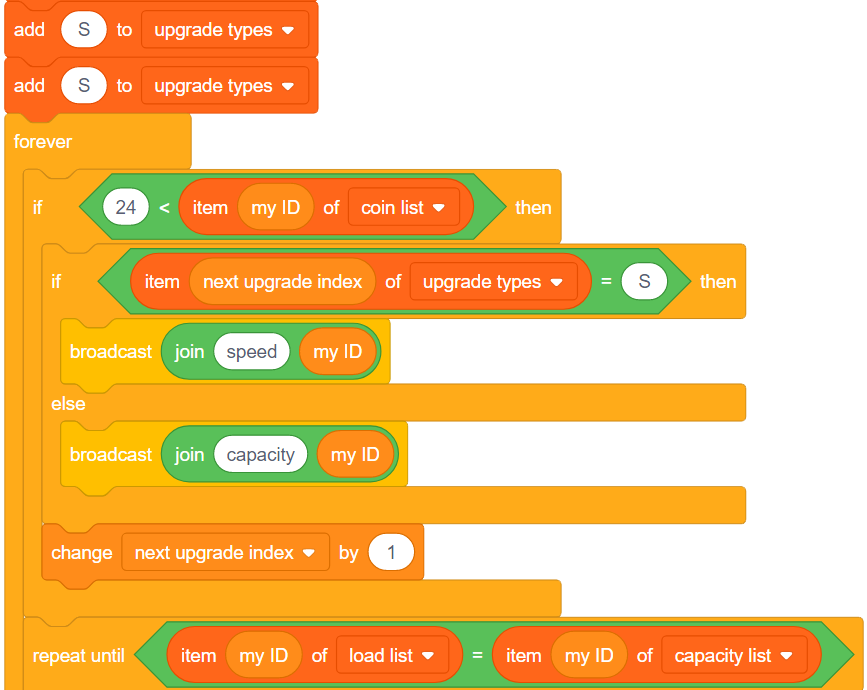 add S to upgrade types
add S to upgrade types
forever
if 24 < item my ID of coin list then
if item next upgrade index of upgrade types = S then
broadcast join speed my ID
else
broadcast join capacity my ID
change next upgrade index by 1
repeat until item my ID of load list = item my ID of capacity list